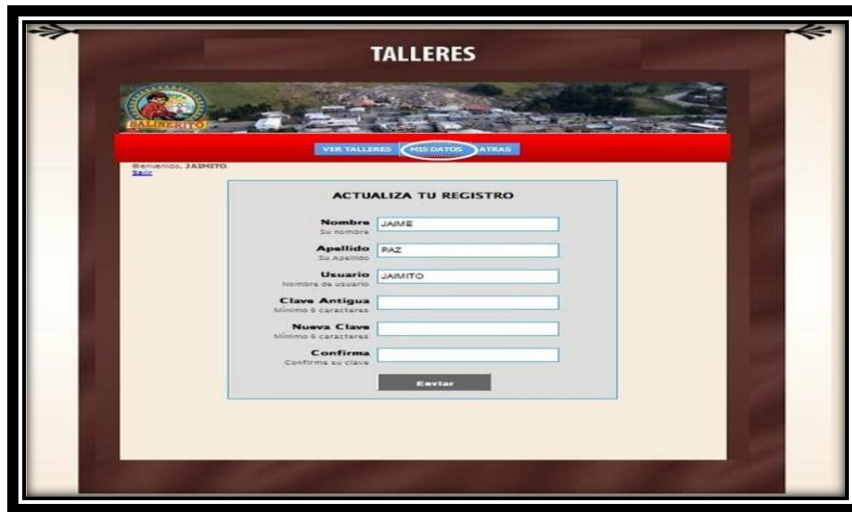 TALLERES
SALINERITO
VER TALLERES MIS DATOS ATRAS
Bienvenido, JAIMITO.
Salir
ACTUALIZA TU REGISTRO
Nombre JAIME
Su nombre
Apellido PAZ
Su Apellido
Usuario JAIMITO
Nombre de usuario
Clave Antigua
Mínimo 6 caracteres
Nueva Clave
Mínimo 6 caracteres
Confirma
Confirma su clave
Enviar